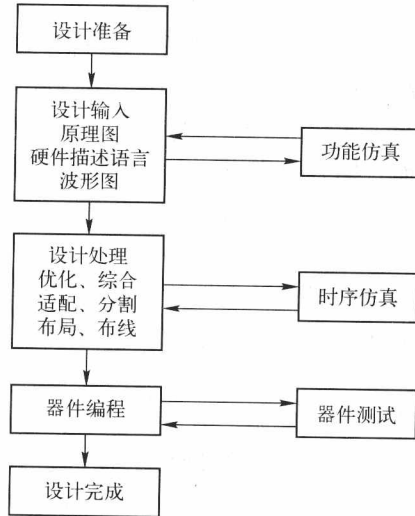 设计准备
设计输入
原理图
硬件描述语言
波形图
功能仿真
设计处理
优化、综合
适配、分割
布局、布线
时序仿真
器件编程
器件测试
设计完成